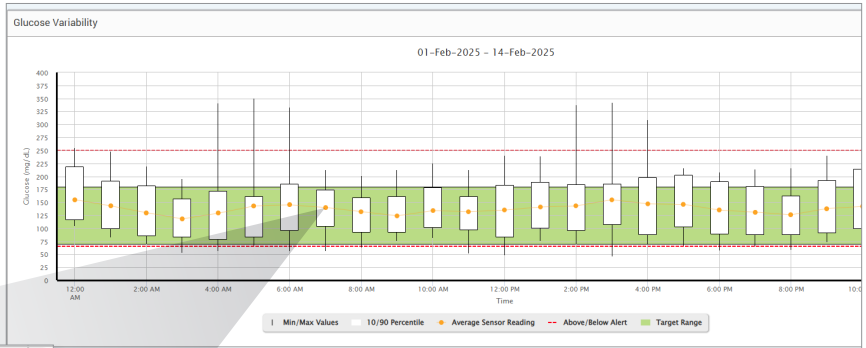 Glucose Variability
01-Feb-2025 - 14-Feb-2025
400
375
350
325
300
275
250
225
200
175
150
125
100
75
50
25
0
Glucose (mg/dL)
12:00 AM 2:00 AM 4:00 AM 6:00 AM 8:00 AM 10:00 AM 12:00 PM 2:00 PM 4:00 PM 6:00 PM 8:00 PM 10:0
Time
Min/Max Values 10/90 Percentile Average Sensor Reading Above/Below Alert Target Range